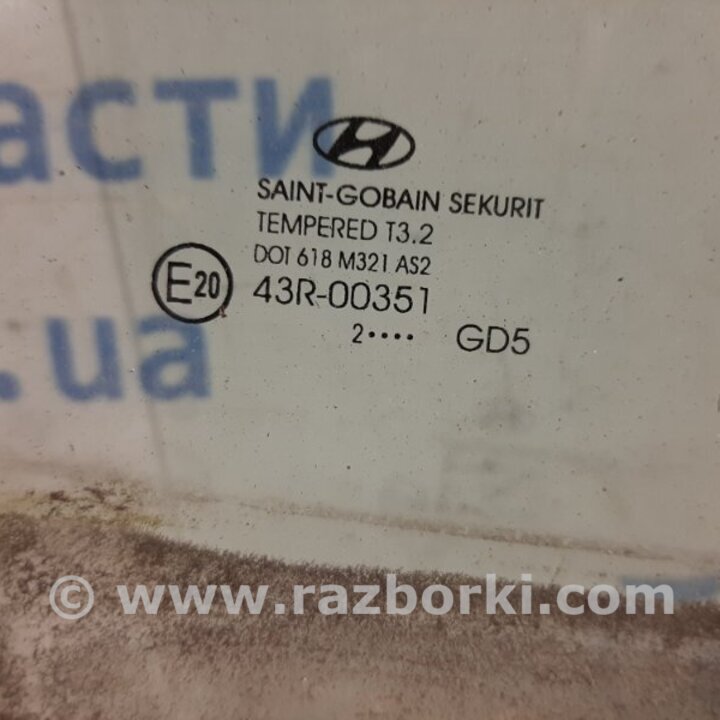 асти
SAINT-GOBAIN SEKURIT
TEMPERED T3.2
DOT 618 M321 AS2
E20 43R-00351
2•••• GD5
.ua
© www.razborki.com